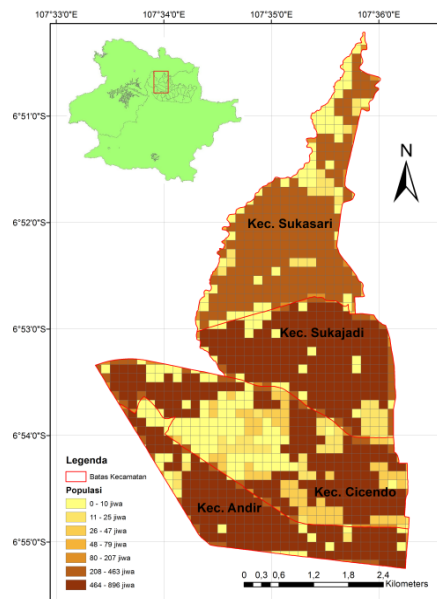 107°33'0"E 107°34'0"E 107°35'0"E 107°36'0"E
6°51'0"S
N
6°52'0"S
Kec. Sukasari
6°53'0"S
Kec. Sukajadi
6°54'0"S
Legenda
Batas Kecamatan
Populasi
0 - 10 jiwa
11 - 25 jiwa
26 - 47 jiwa
48 - 79 jiwa
80 - 207 jiwa
208 - 463 jiwa
464 - 896 jiwa
Kec. Cicendo
Kec. Andir
6°55'0"S
0 0,3 0,6 1,2 1,8 2,4
Kilometers